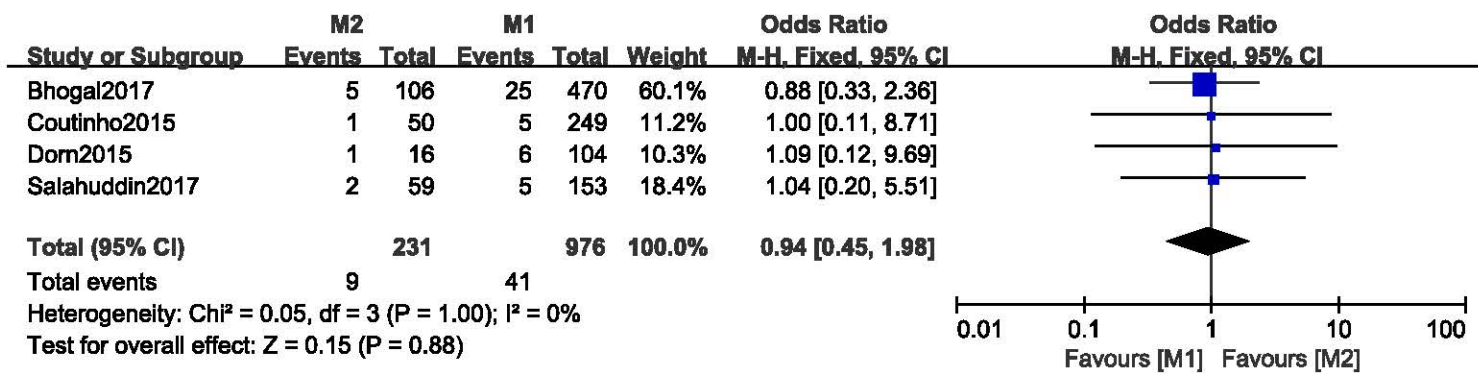 M2 M1 Odds Ratio Odds Ratio
Study or Subgroup Events Total Events Total Weight M-H, Fixed, 95% CI M-H, Fixed, 95% CI
Bhogal2017 5 106 25 470 60.1% 0.88 [0.33, 2.36]
Coutinho2015 1 50 5 249 11.2% 1.00 [0.11, 8.71]
Dorn2015 1 16 6 104 10.3% 1.09 [0.12, 9.69]
Salahuddin2017 2 59 5 153 18.4% 1.04 [0.20, 5.51]
Total (95% CI) 231 976 100.0% 0.94 [0.45, 1.98]
Total events 9 41
Heterogeneity: Chi² = 0.05, df = 3 (P = 1.00); I² = 0%
Test for overall effect: Z = 0.15 (P = 0.88)
0.01 0.1 1 10 100
Favours [M1] Favours [M2]